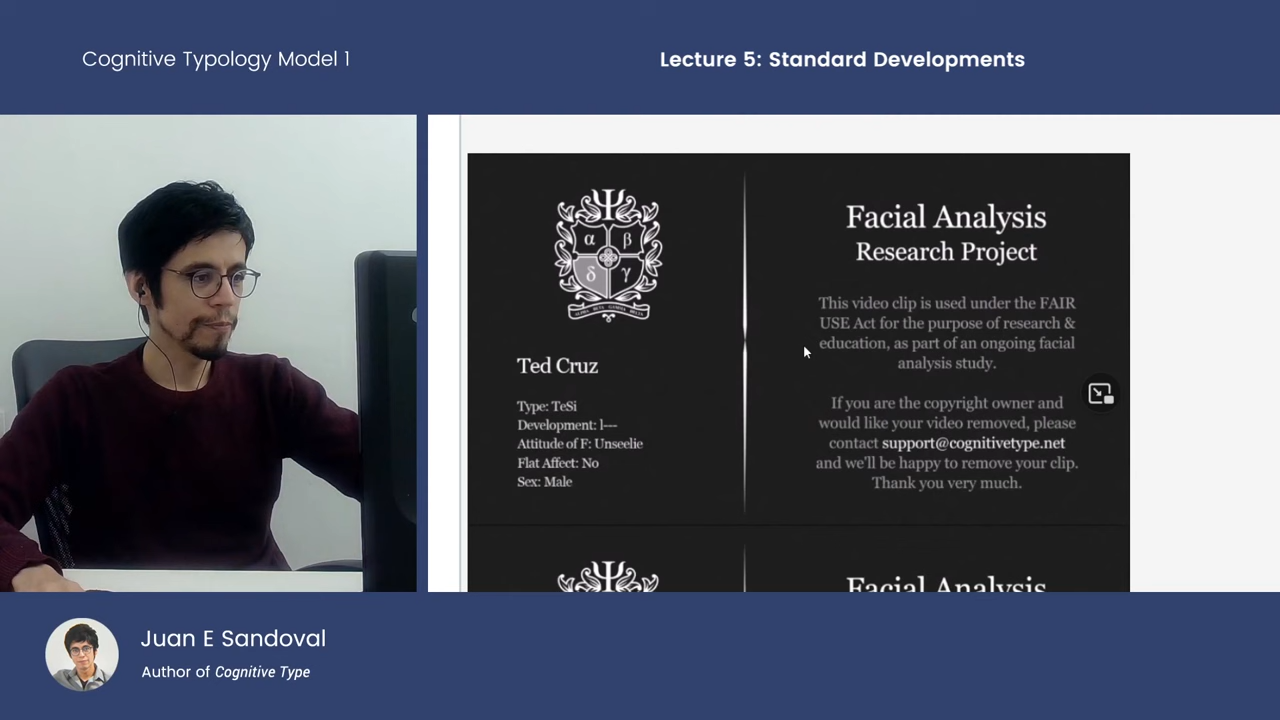 Cognitive Typology Model 1
Lecture 5: Standard Developments
α β
δ γ
Facial Analysis
Research Project
This video clip is used under the FAIR
USE Act for the purpose of research &
education, as part of an ongoing facial
analysis study.
If you are the copyright owner and
would like your video removed, please
contact support@cognitivetype.net
and we'll be happy to remove your clip.
Thank you very much.
Ted Cruz
Type: TeSi
Development: l---
Attitude of F: Unseelie
Flat Affect: No
Sex: Male
Facial Analysis
Juan E Sandoval
Author of Cognitive Type